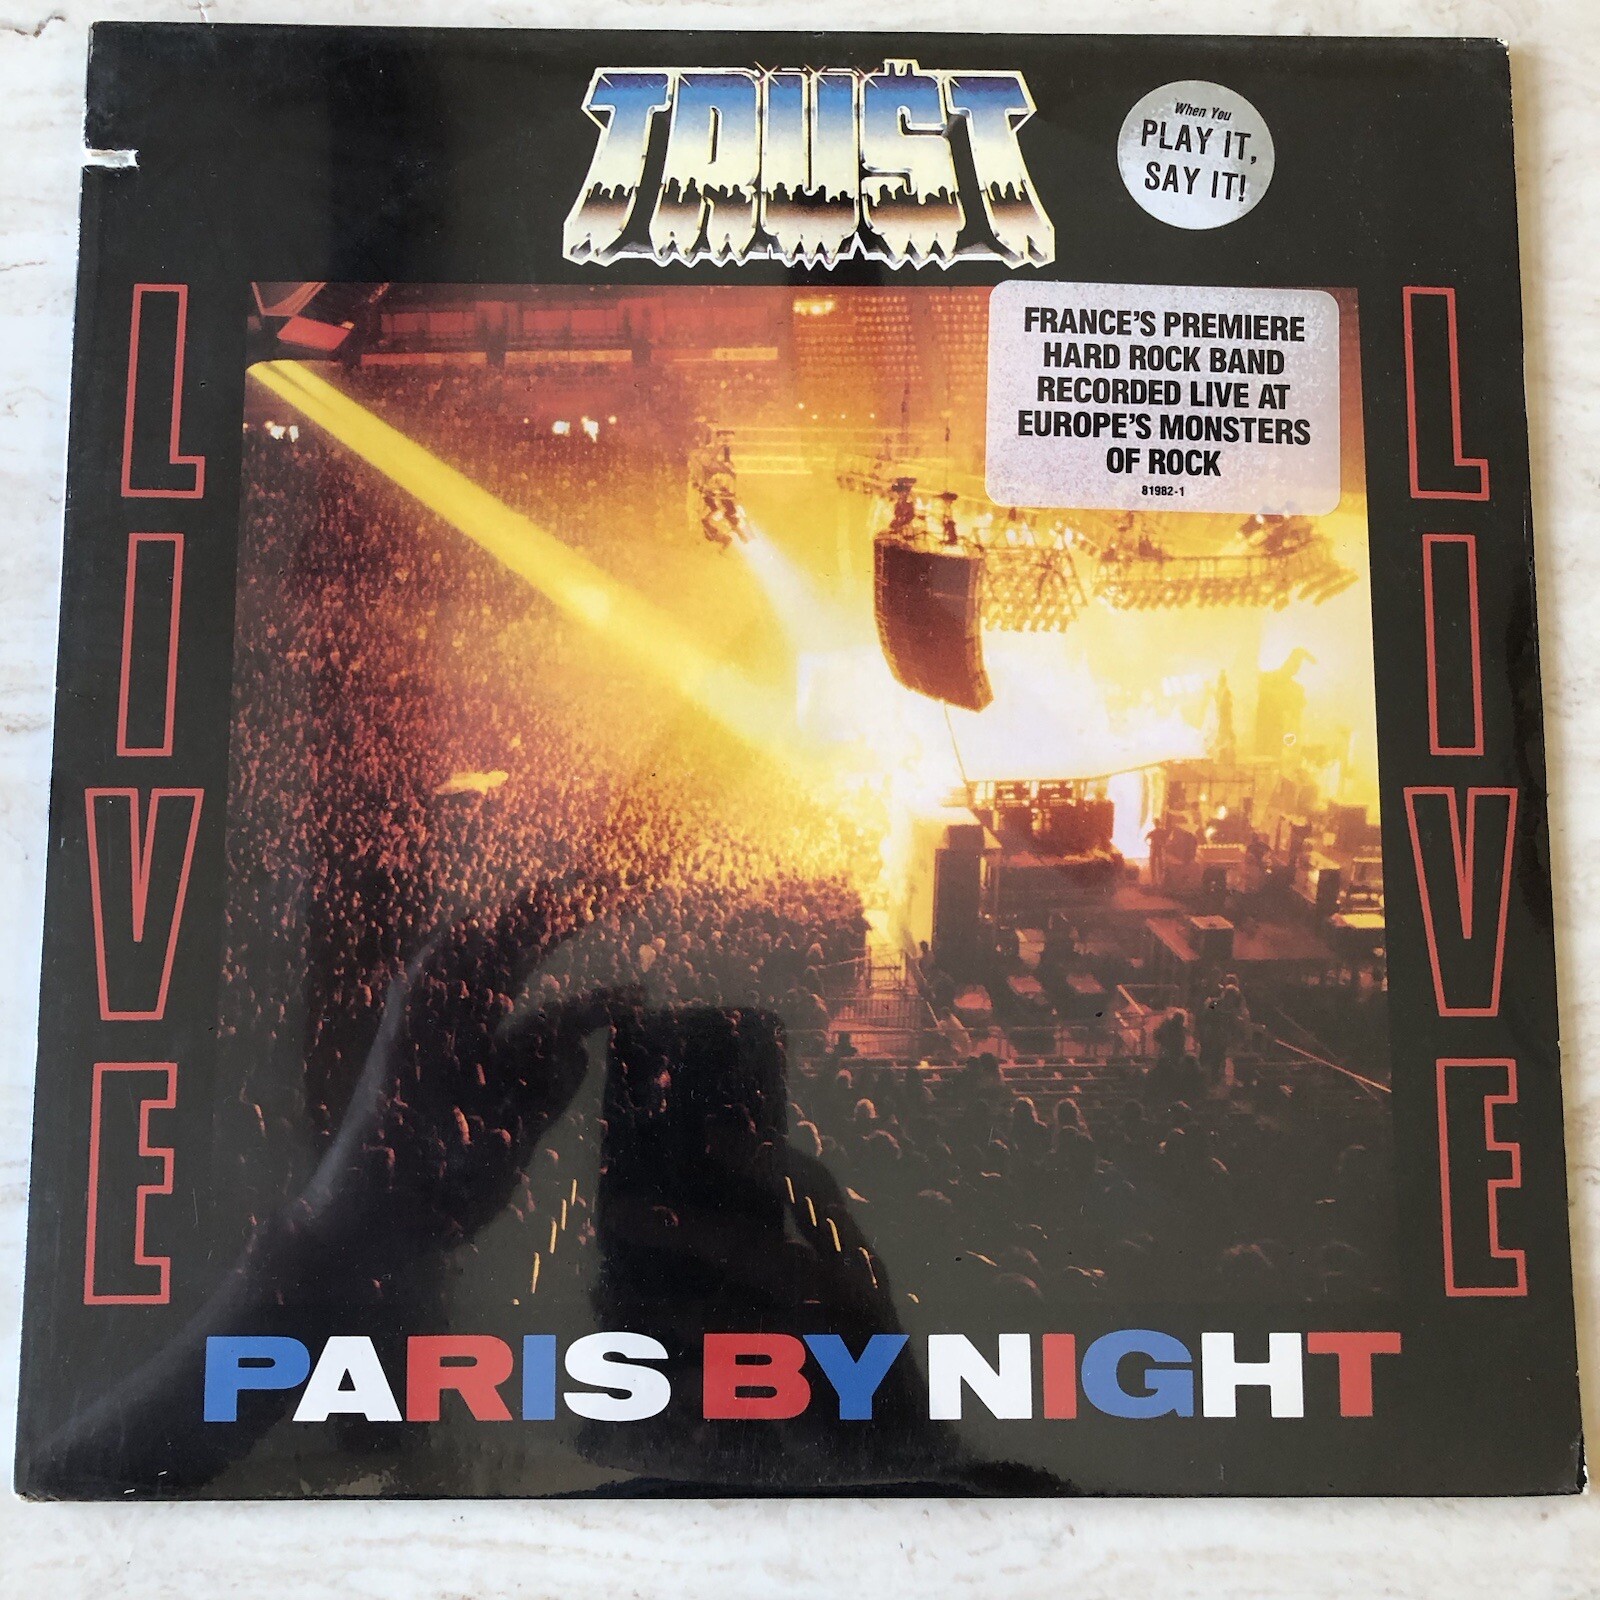 TRU$T
When You
PLAY IT,
SAY IT!
FRANCE'S PREMIERE
HARD ROCK BAND
RECORDED LIVE AT
EUROPE'S MONSTERS
OF ROCK
81982-1
LIVE
LIVE
PARIS BY NIGHT